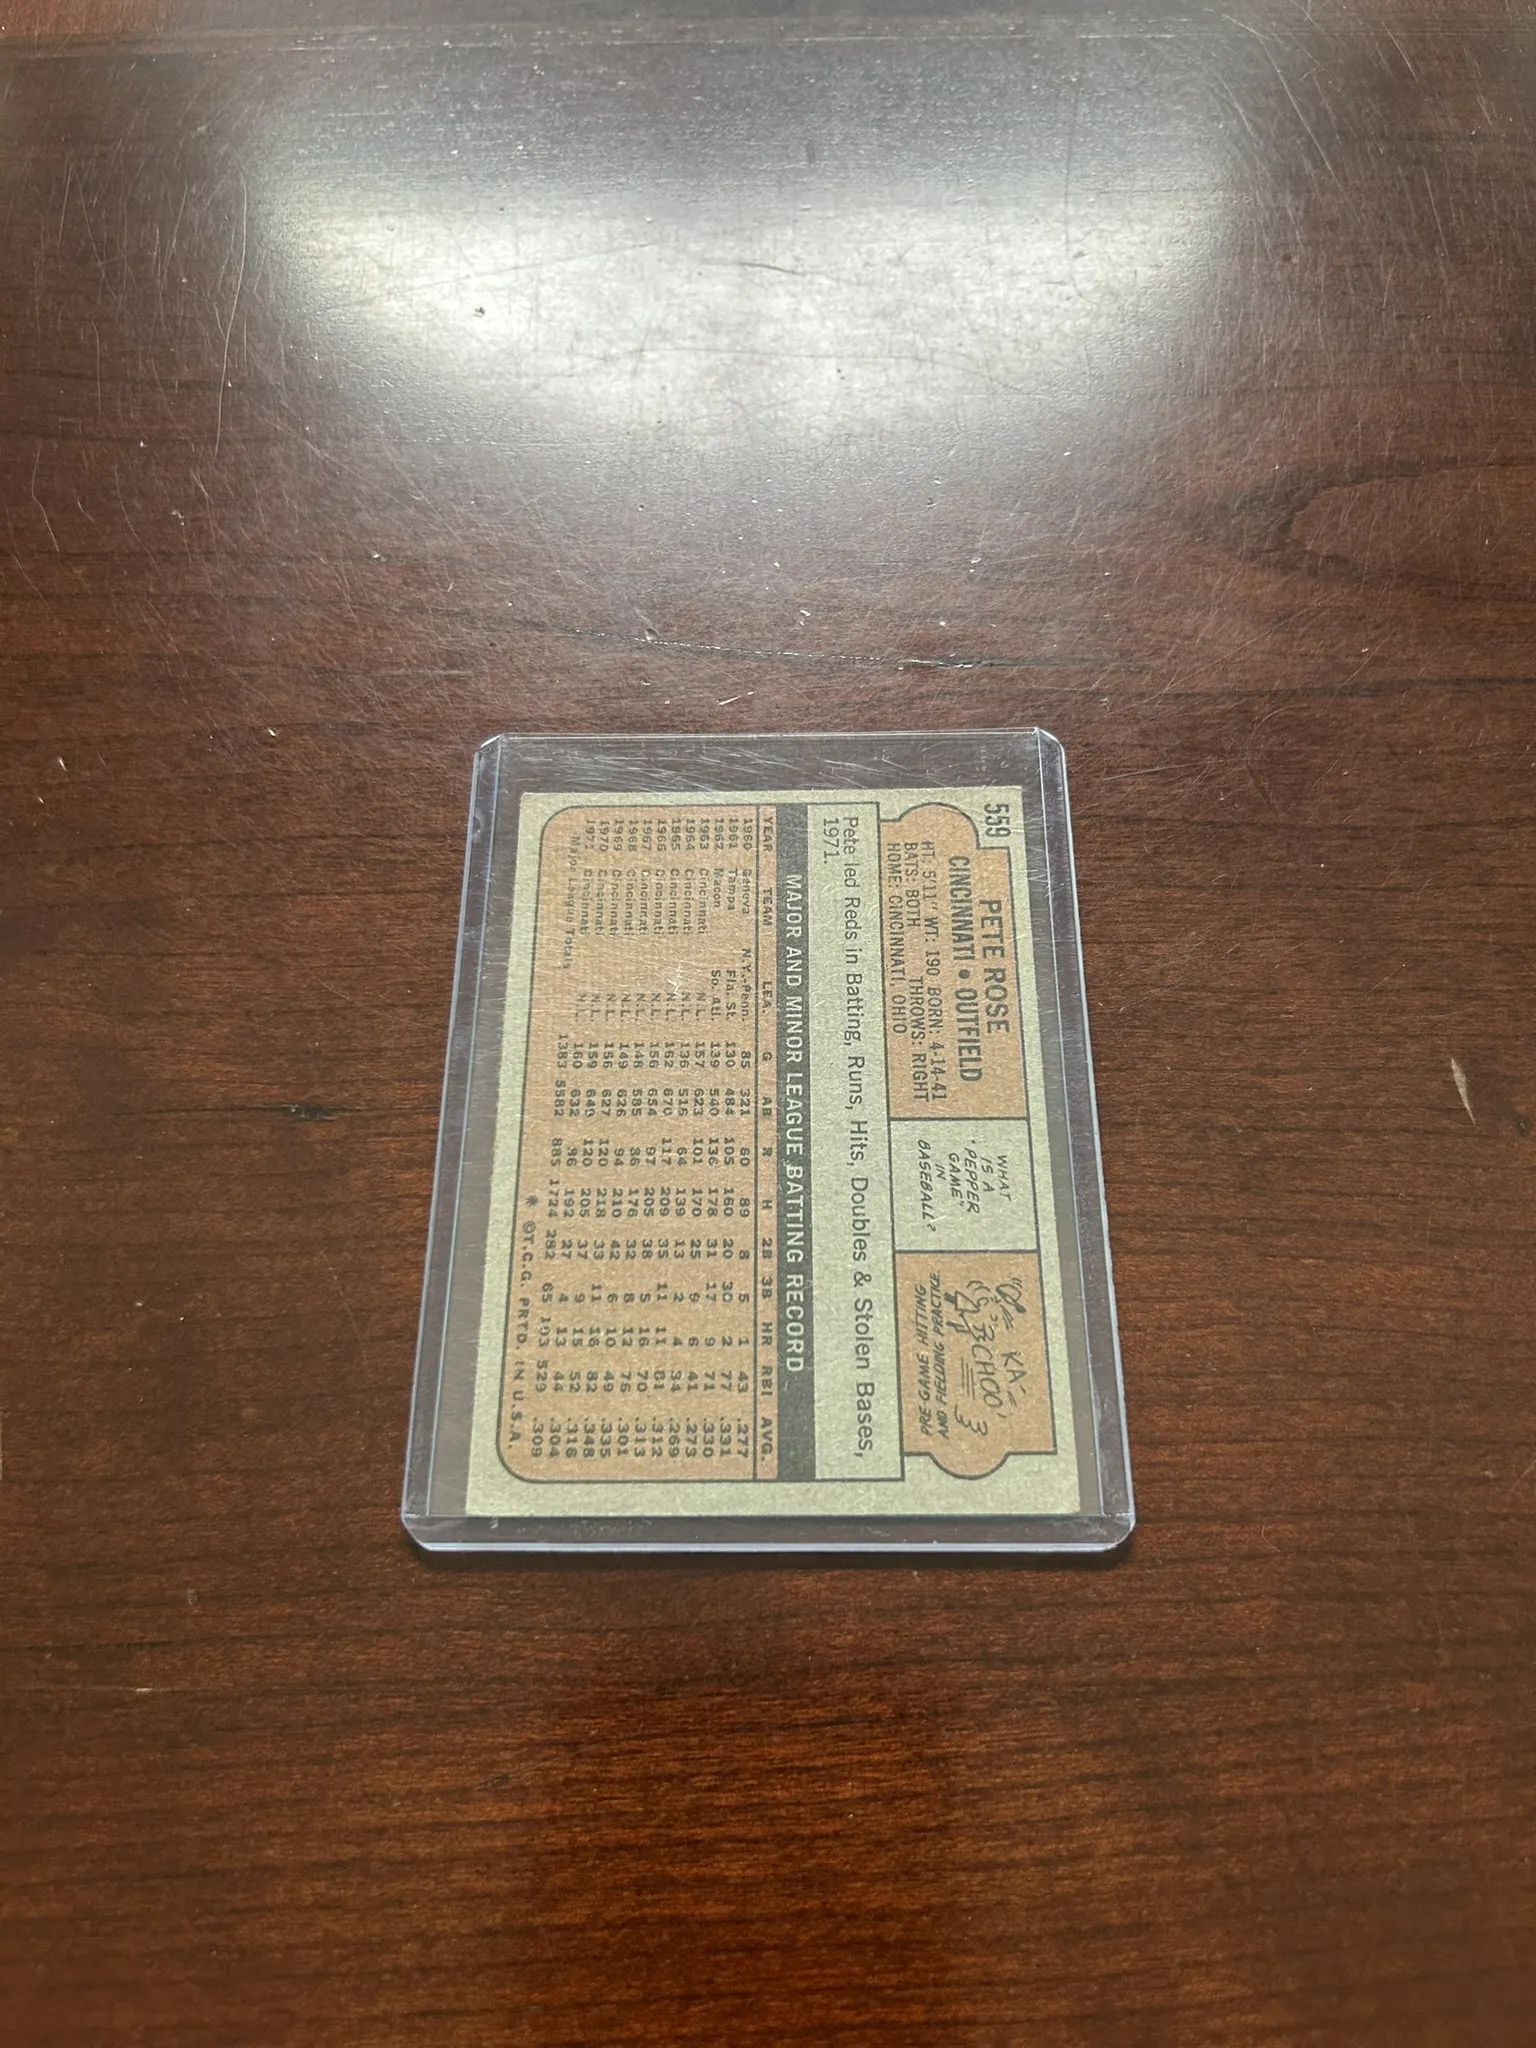 559
PETE ROSE
CINCINNATI • OUTFIELD
HT: 5'11" WT: 190 BORN: 4-14-41
BATS: BOTH THROWS: RIGHT
HOME: CINCINNATI, OHIO
WHAT
IS A
"PEPPER
GAME"
IN
BASEBALL?
KA-
CHOO!
PRE-GAME HITTING
AND FIELDING PRACTICE.
Pete led Reds in Batting, Runs, Hits, Doubles & Stolen Bases,
1971.
MAJOR AND MINOR LEAGUE BATTING RECORD
YEAR TEAM LEA. G AB R H 2B 3B HR RBI AVG.
1960 Geneva N.Y.-Penn. 85 321 60 89 8 5 1 43 .277
1961 Tampa Fla. St. 130 484 105 160 20 30 2 77 .331
1962 Macon So. Atl. 139 540 136 178 31 17 9 71 .330
1963 Cincinnati N.L. 157 623 101 170 25 9 6 41 .273
1964 Cincinnati N.L. 136 516 64 139 13 2 4 34 .269
1965 Cincinnati N.L. 162 670 117 209 35 11 11 81 .312
1966 Cincinnati N.L. 156 654 97 205 38 5 16 70 .313
1967 Cincinnati N.L. 148 585 86 176 32 8 12 76 .301
1968 Cincinnati N.L. 149 626 94 210 42 6 10 49 .335
1969 Cincinnati N.L. 156 627 120 218 33 11 16 82 .348
1970 Cincinnati N.L. 159 649 120 205 37 9 15 52 .316
1971 Cincinnati N.L. 160 632 86 192 27 4 13 44 .304
Major League Totals 1383 5582 885 1724 282 65 103 529 .309
* ©T.C.G. PRTD. IN U.S.A.